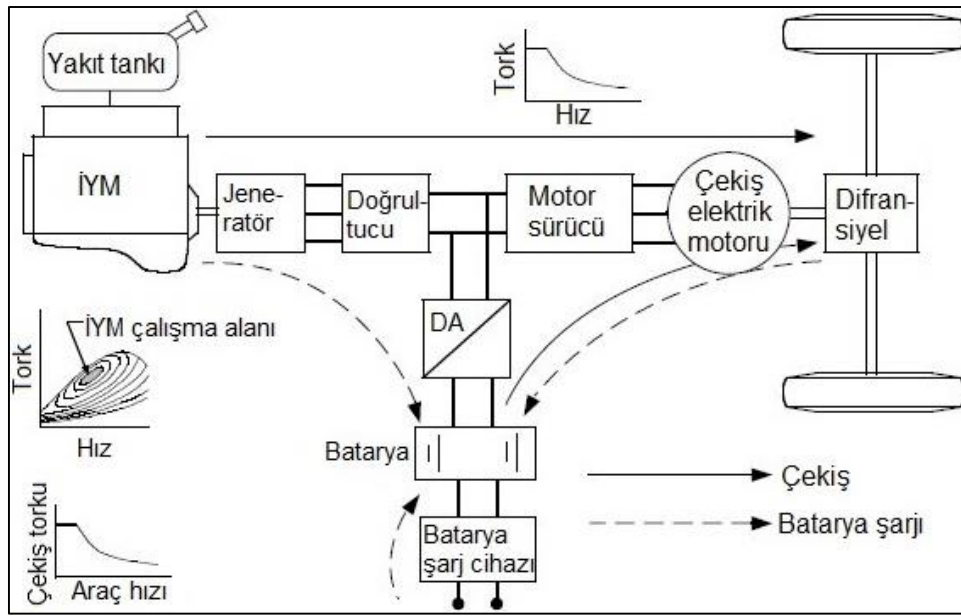 Yakıt tankı
İYM
Jene-
ratör
Doğrul-
tucu
Motor
sürücü
Çekiş
elektrik
motoru
Difran-
siyel
Tork
Hız
DA
İYM çalışma alanı
Tork
Hız
Batarya
Batarya
şarj cihazı
Çekiş torku
Araç hızı
Çekiş
Batarya şarjı